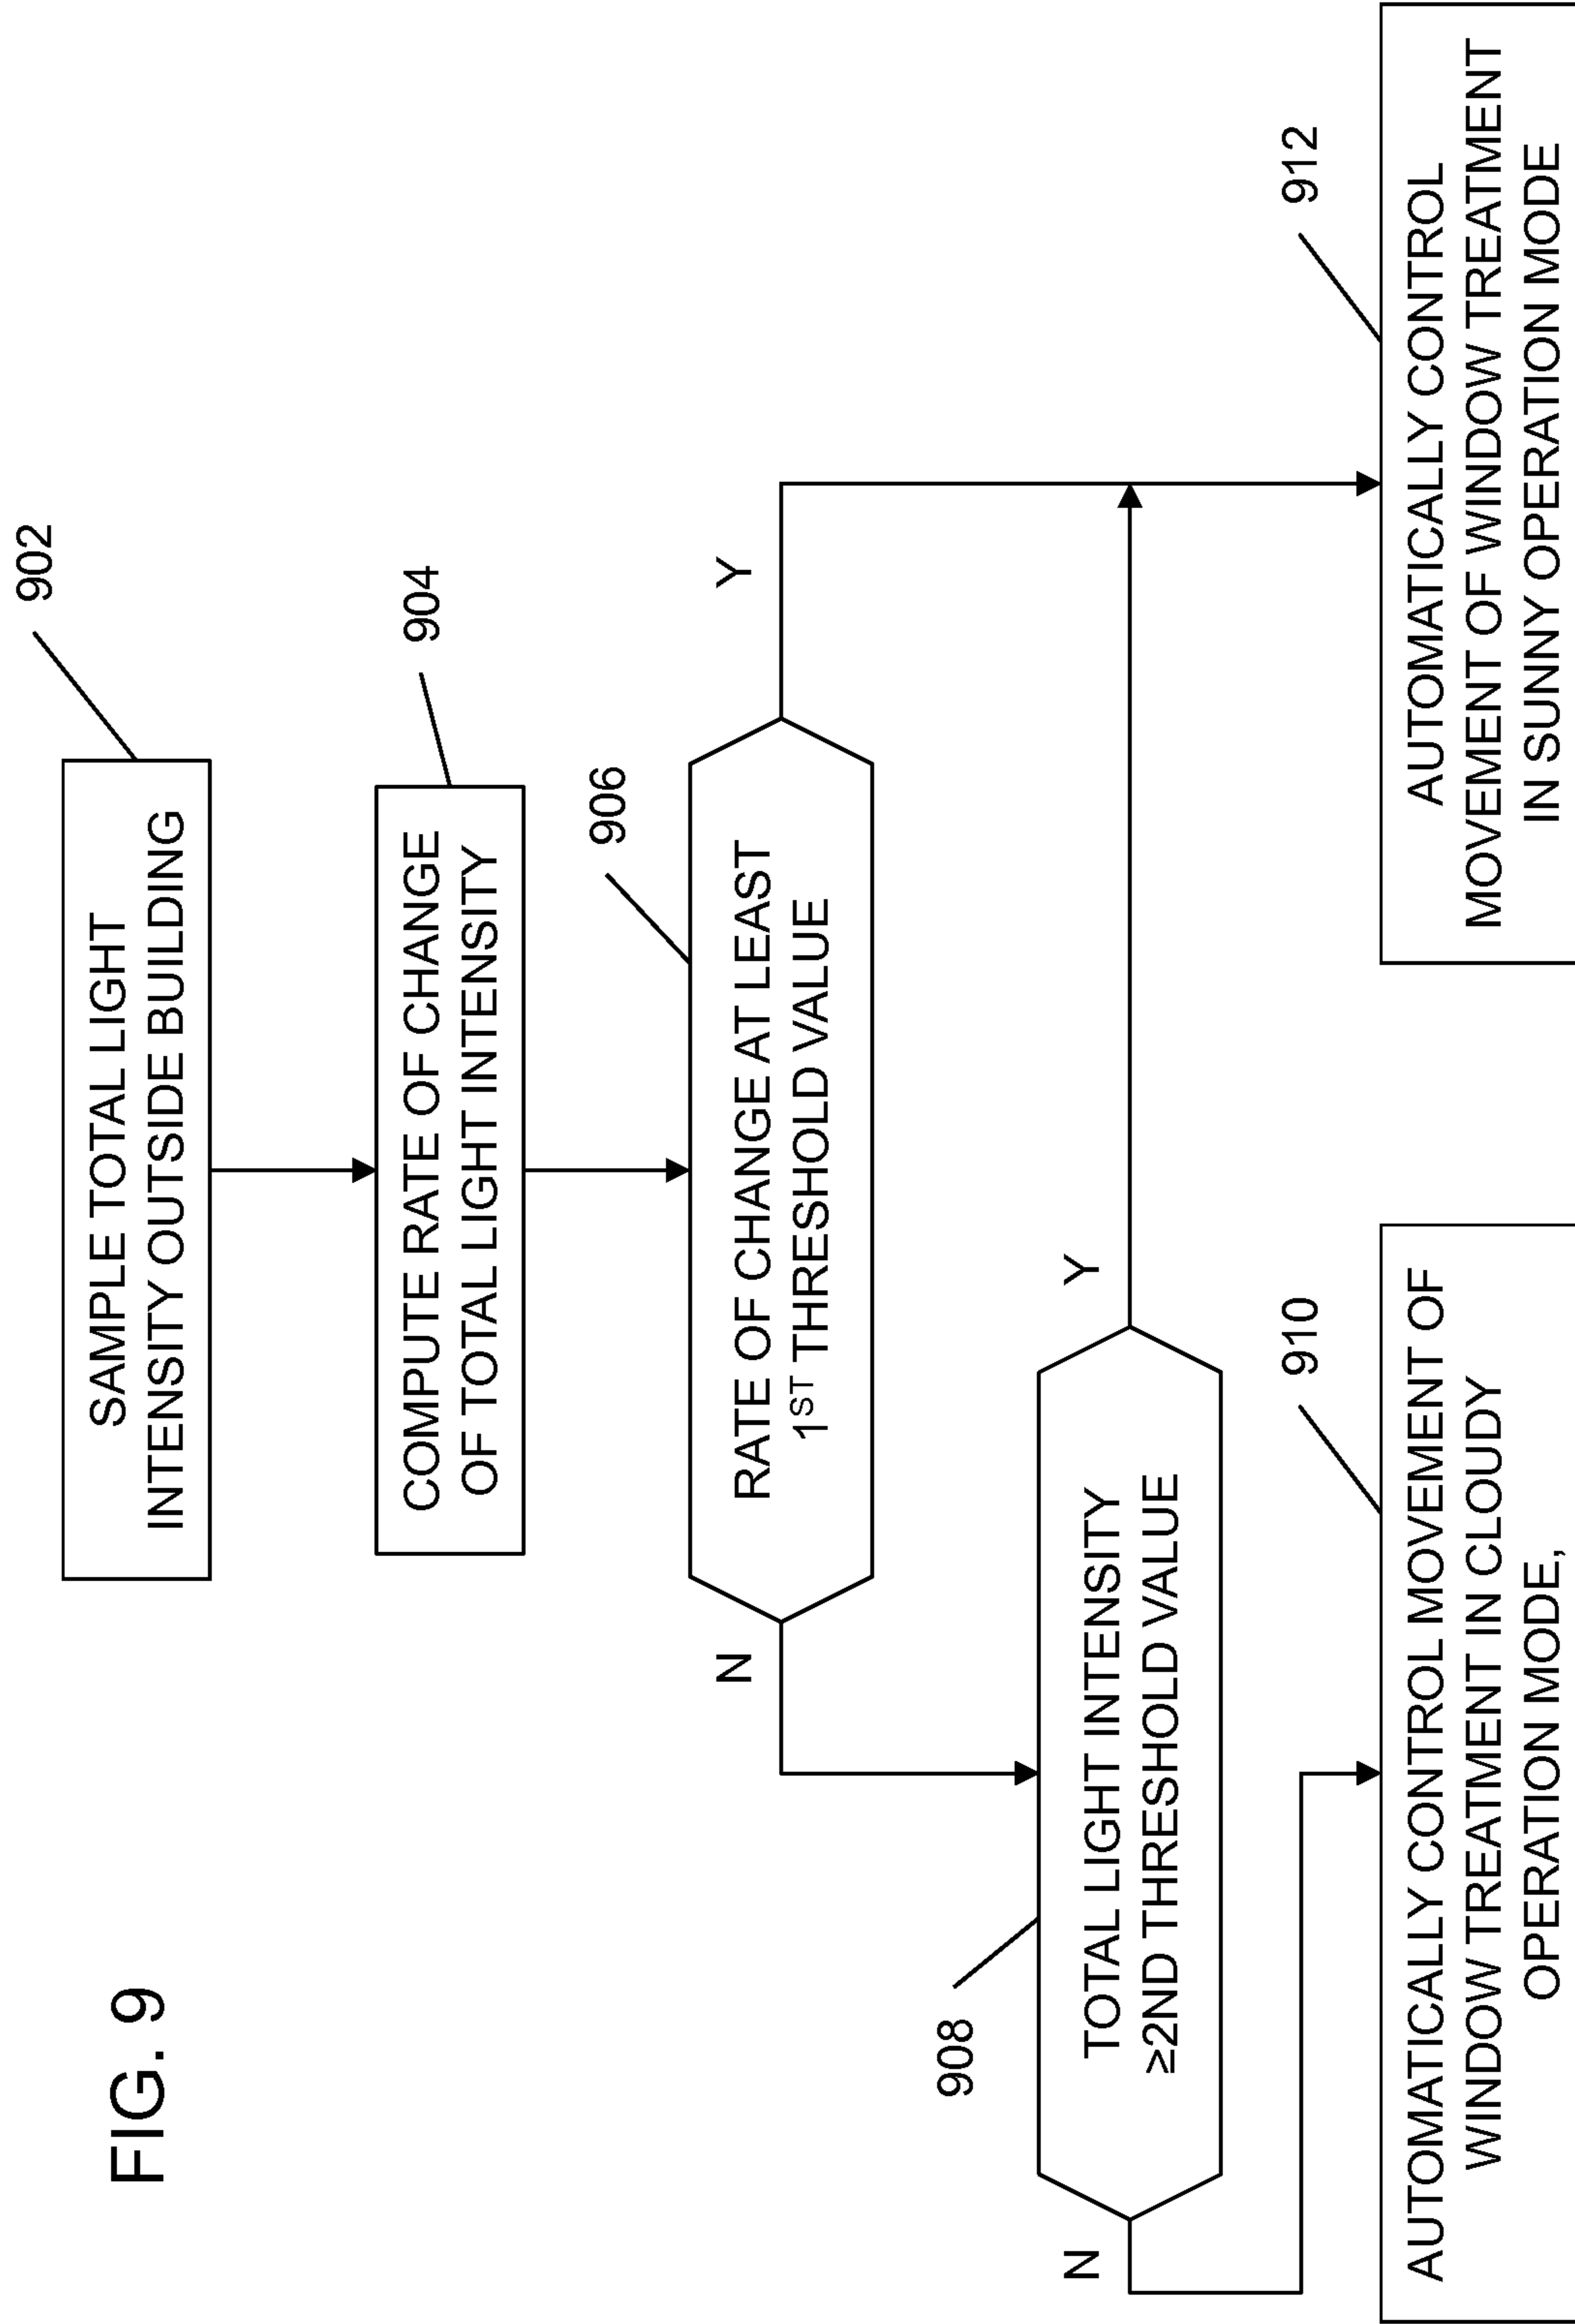 FIG. 9
902
SAMPLE TOTAL LIGHT
INTENSITY OUTSIDE BUILDING
904
COMPUTE RATE OF CHANGE
OF TOTAL LIGHT INTENSITY
906
RATE OF CHANGE AT LEAST
1ST THRESHOLD VALUE
N
Y
908
TOTAL LIGHT INTENSITY
≥2ND THRESHOLD VALUE
N
Y
910
AUTOMATICALLY CONTROL MOVEMENT OF
WINDOW TREATMENT IN CLOUDY
OPERATION MODE,
912
AUTOMATICALLY CONTROL
MOVEMENT OF WINDOW TREATMENT
IN SUNNY OPERATION MODE